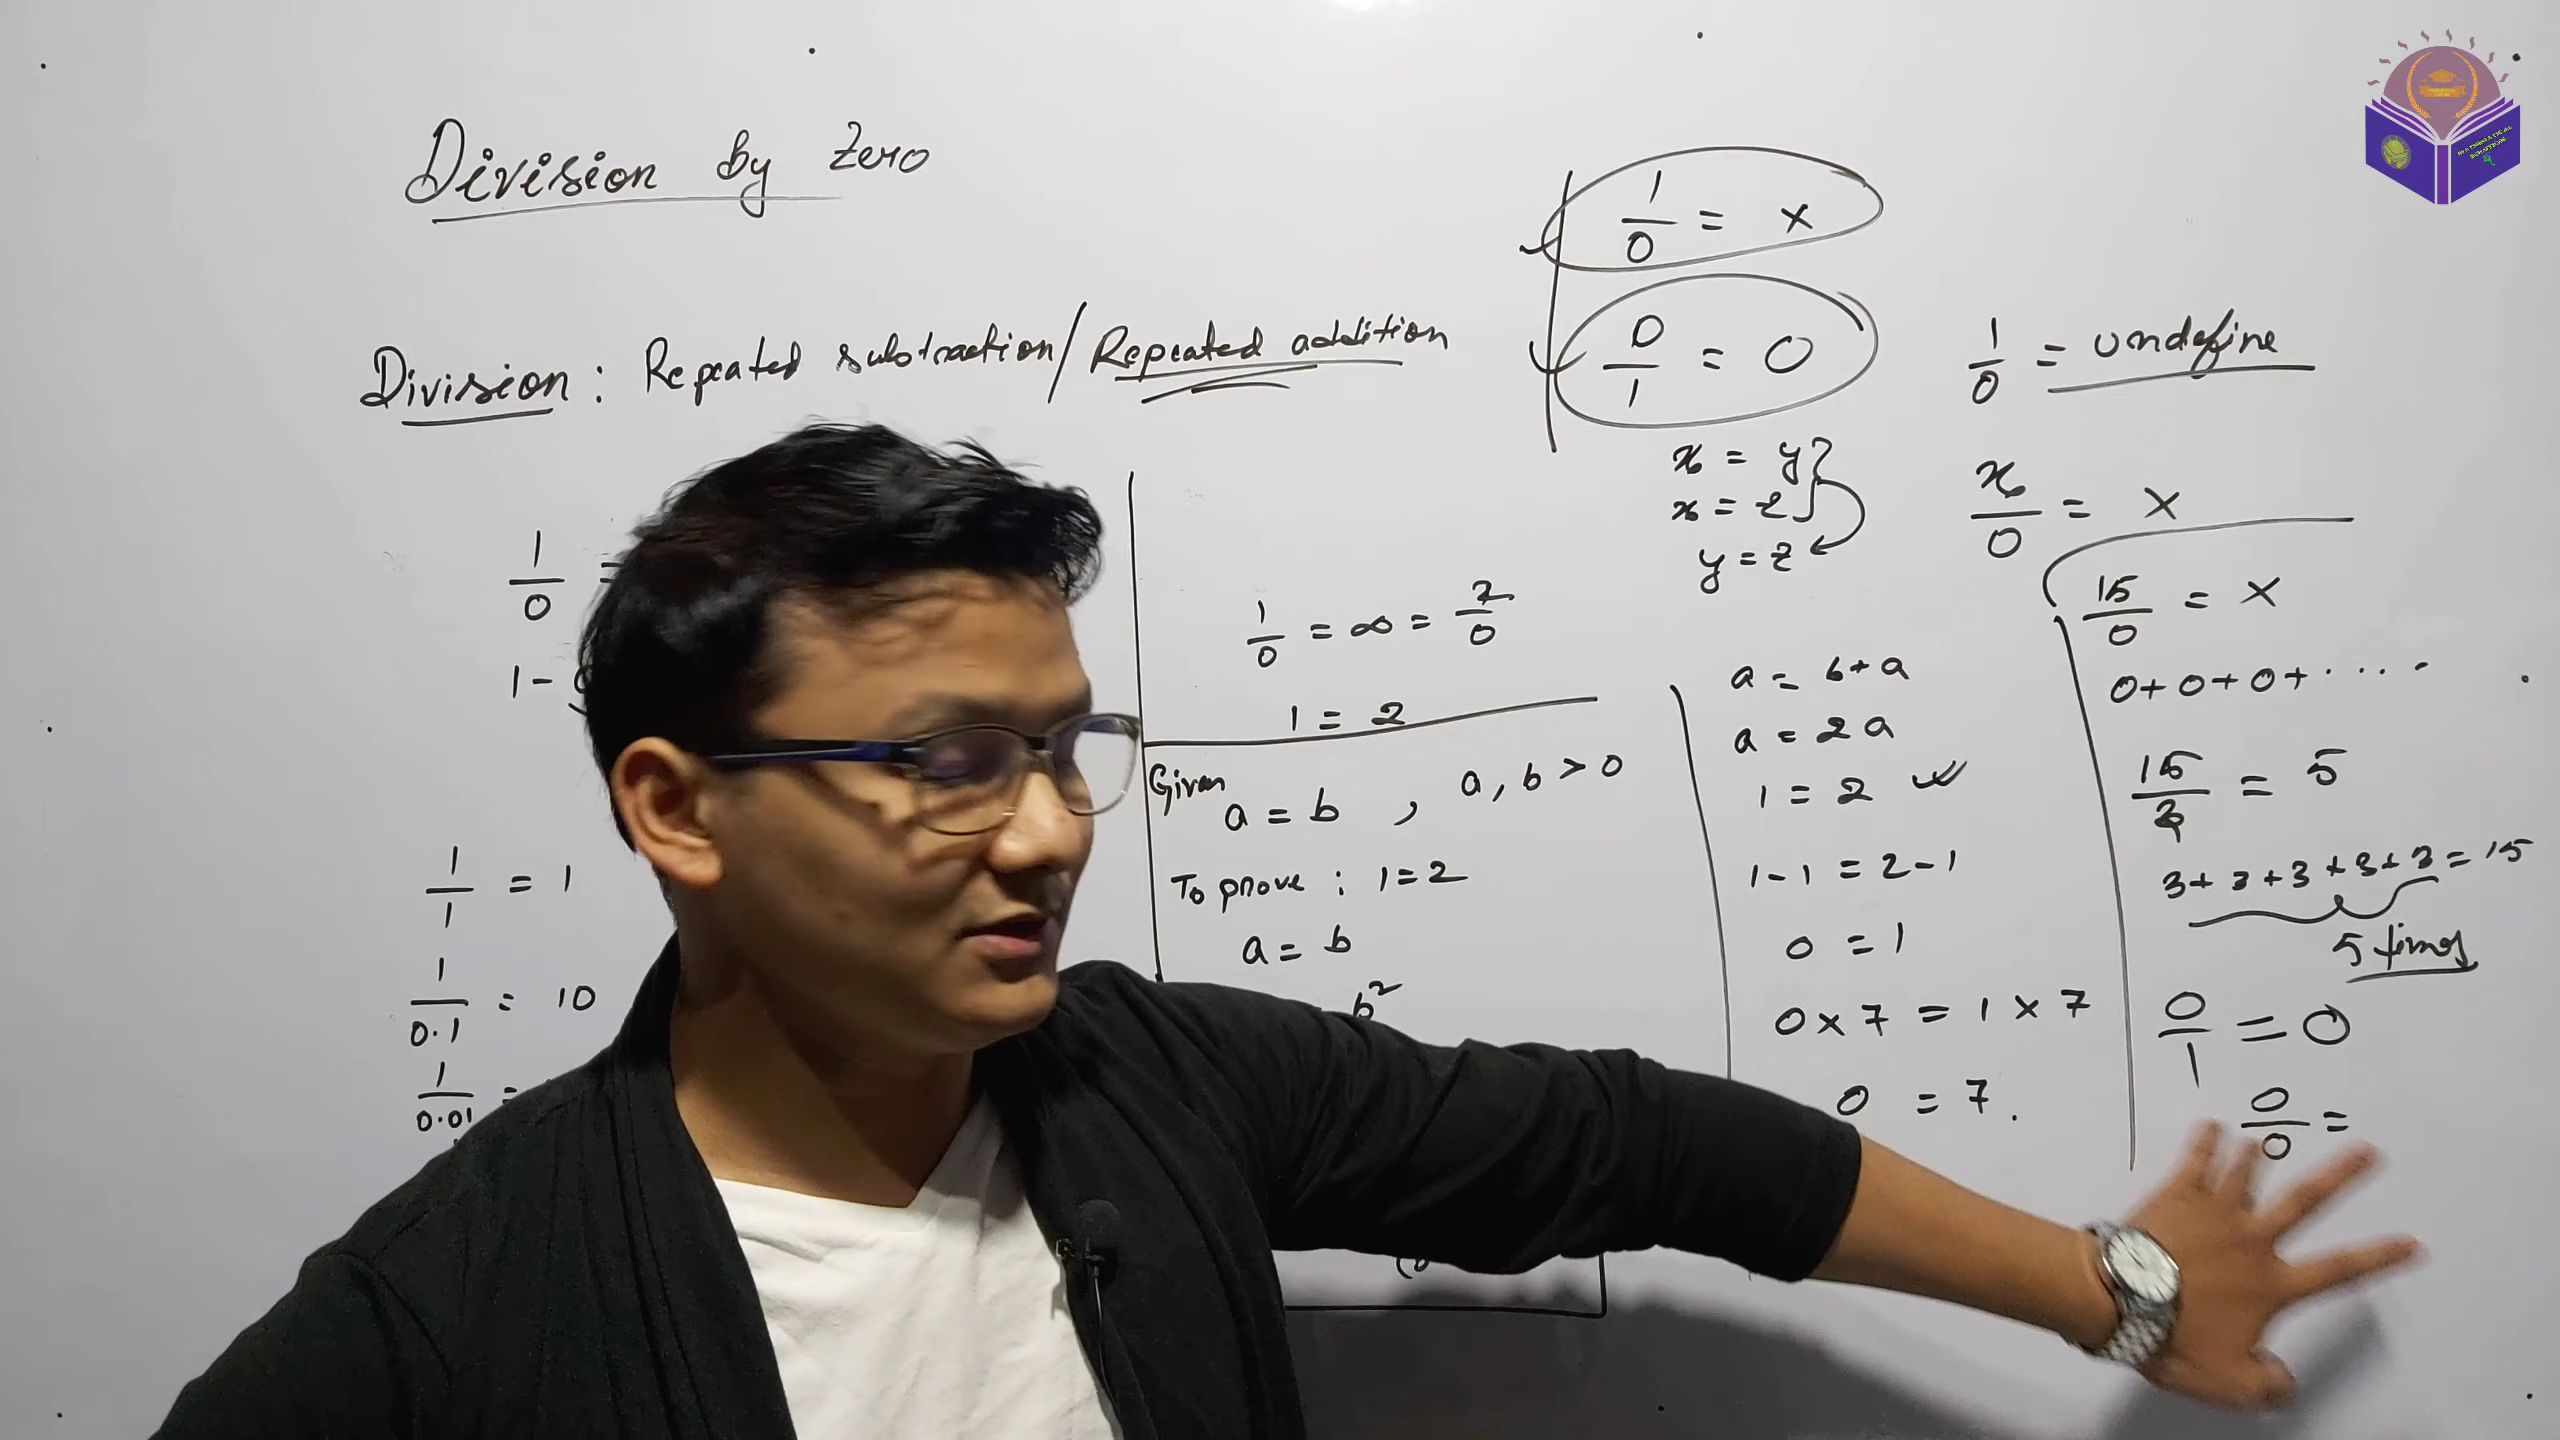 Division by Zero
Division : Repeated subtraction / Repeated addition
1/0 =
1 -
1/1 = 1
1/0.1 = 10
1/0.01 =
1/0 = ∞ = 2/0
1 = 2
Given
a = b , a, b > 0
To prove : 1 = 2
a = b
b²
1/0 = ×
0/1 = 0
x = y
x = z
y = z
a = b + a
a = 2a
1 = 2
1 - 1 = 2 - 1
0 = 1
0 × 7 = 1 × 7
0 = 7.
1/0 = undefine
x/0 = ×
15/0 = ×
0 + 0 + 0 + .....
15/3 = 5
3 + 3 + 3 + 3 + 3 = 15
5 times
0/1 = 0
0/0 =